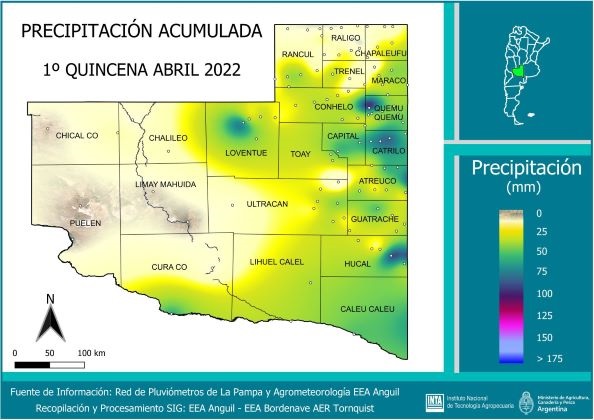 PRECIPITACIÓN ACUMULADA
1º QUINCENA ABRIL 2022
RANCUL
RALICO
CHAPALEUFU
TRENEL
MARACO
CONHELO
QUEMU
QUEMU
CHICAL CO
CHALILEO
LOVENTUE
TOAY
CAPITAL
CATRILO
LIMAY MAHUIDA
ATREUCO
PUELEN
ULTRACAN
GUATRACHE
CURA CO
LIHUEL CALEL
HUCAL
CALEU CALEU
N
0 50 100 km
Precipitación
(mm)
0
25
50
75
100
125
150
> 175
Fuente de Información: Red de Pluviómetros de La Pampa y Agrometeorología EEA Anguil
Recopilación y Procesamiento SIG: EEA Anguil - EEA Bordenave AER Tornquist
INTA
Instituto Nacional
de Tecnología Agropecuaria
Ministerio de Agricultura,
Ganadería y Pesca
Argentina